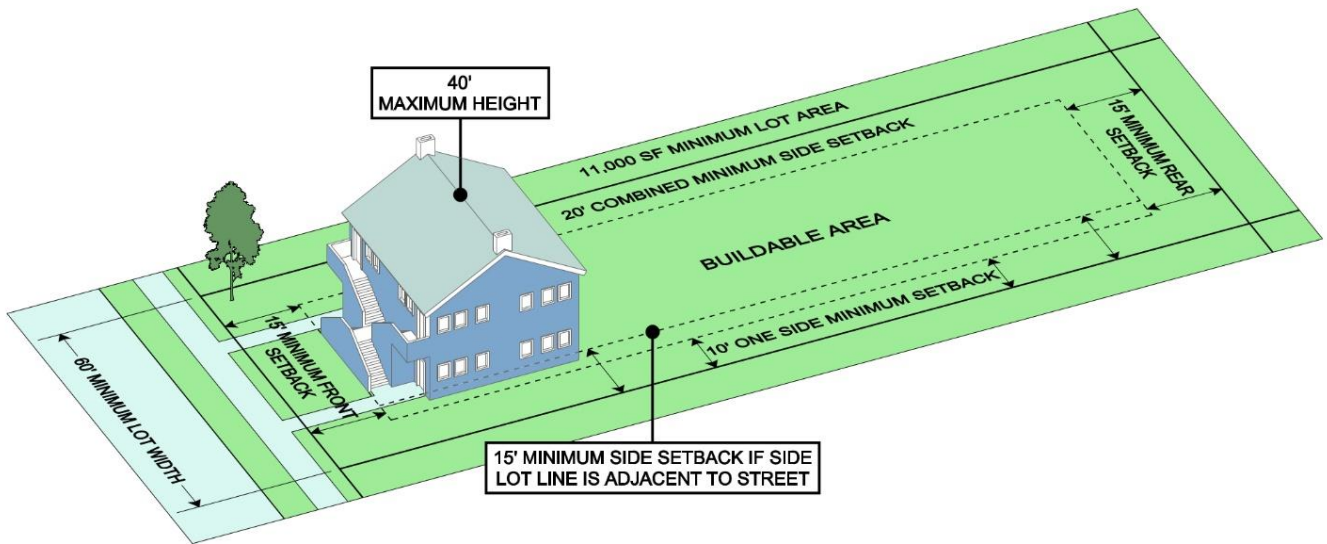 40'
MAXIMUM HEIGHT
11,000 SF MINIMUM LOT AREA
20' COMBINED MINIMUM SIDE SETBACK
15' MINIMUM REAR
SETBACK
BUILDABLE AREA
10' ONE SIDE MINIMUM SETBACK
15' MINIMUM FRONT
SETBACK
60' MINIMUM LOT WIDTH
15' MINIMUM SIDE SETBACK IF SIDE
LOT LINE IS ADJACENT TO STREET